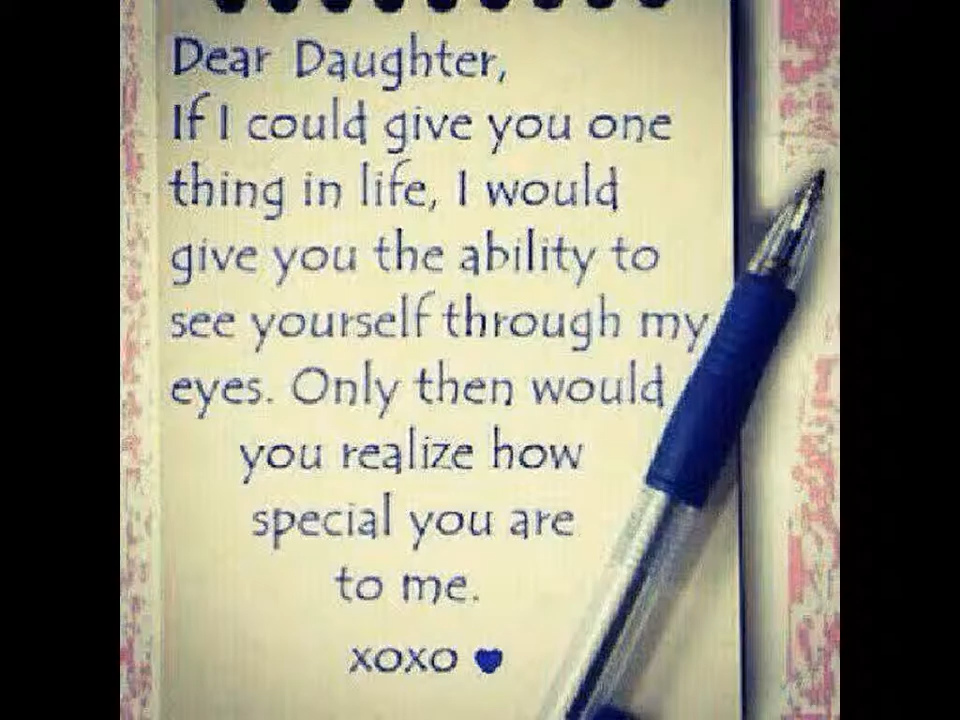 Dear Daughter,
If I could give you one
thing in life, I would
give you the ability to
see yourself through my
eyes. Only then would
you realize how
special you are
to me.
xoxo ♥